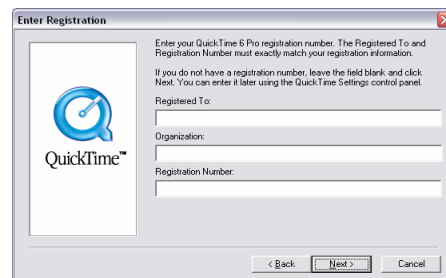 Enter Registration
Enter your QuickTime 6 Pro registration number. The Registered To and
Registration Number must exactly match your registration information.
If you do not have a registration number, leave the field blank and click
Next. You can enter it later using the QuickTime Settings control panel.
Registered To:
Organization:
Registration Number:
QuickTime™
< Back
Next >
Cancel